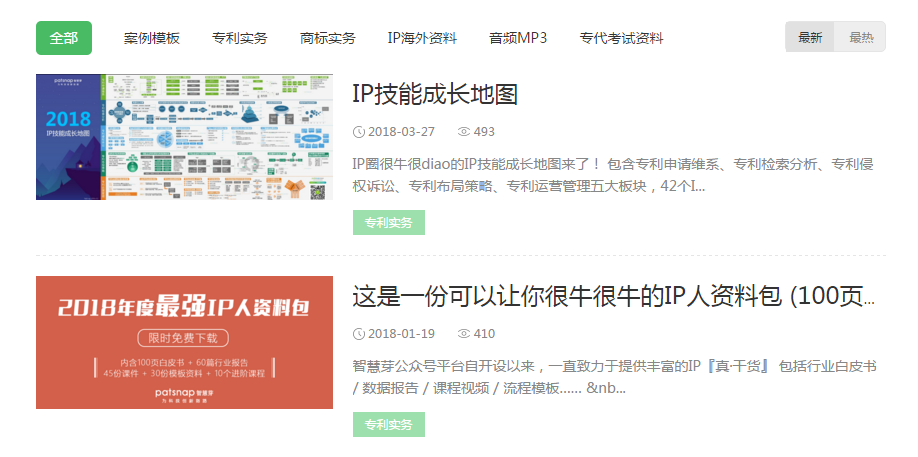 全部 案例模板 专利实务 商标实务 IP海外资料 音频MP3 专代考试资料 最新 最热
patsnap 智慧芽
2018
IP技能成长地图
IP技能成长地图
2018-03-27 493
IP圈很牛很diao的IP技能成长地图来了！包含专利申请维系、专利检索分析、专利侵
权诉讼、专利布局策略、专利运营管理五大板块，42个I...
专利实务
2018年度最强IP人资料包
限时免费下载
内含100页白皮书 + 60篇行业报告
45份课件 + 30份模板资料 + 10个进阶课程
patsnap 智慧芽
为科技创新赋能
这是一份可以让你很牛很牛的IP人资料包 (100页...
2018-01-19 410
智慧芽公众号平台自开设以来，一直致力于提供丰富的IP『真·干货』 包括行业白皮书
/ 数据报告 / 课程视频 / 流程模板...... &nb...
专利实务